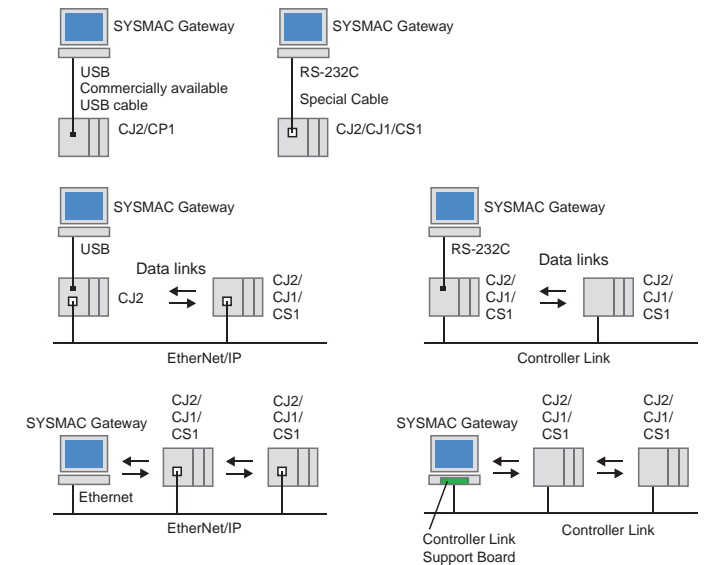 SYSMAC Gateway
USB
Commercially available
USB cable
CJ2/CP1
SYSMAC Gateway
RS-232C
Special Cable
CJ2/CJ1/CS1
SYSMAC Gateway
USB
CJ2
Data links
CJ2/
CJ1/
CS1
EtherNet/IP
SYSMAC Gateway
RS-232C
CJ2/
CJ1/
CS1
Data links
CJ2/
CJ1/
CS1
Controller Link
SYSMAC Gateway
Ethernet
CJ2/
CJ1/
CS1
CJ2/
CJ1/
CS1
EtherNet/IP
SYSMAC Gateway
CJ2/
CJ1/
CS1
CJ2/
CJ1/
CS1
Controller Link
Controller Link
Support Board